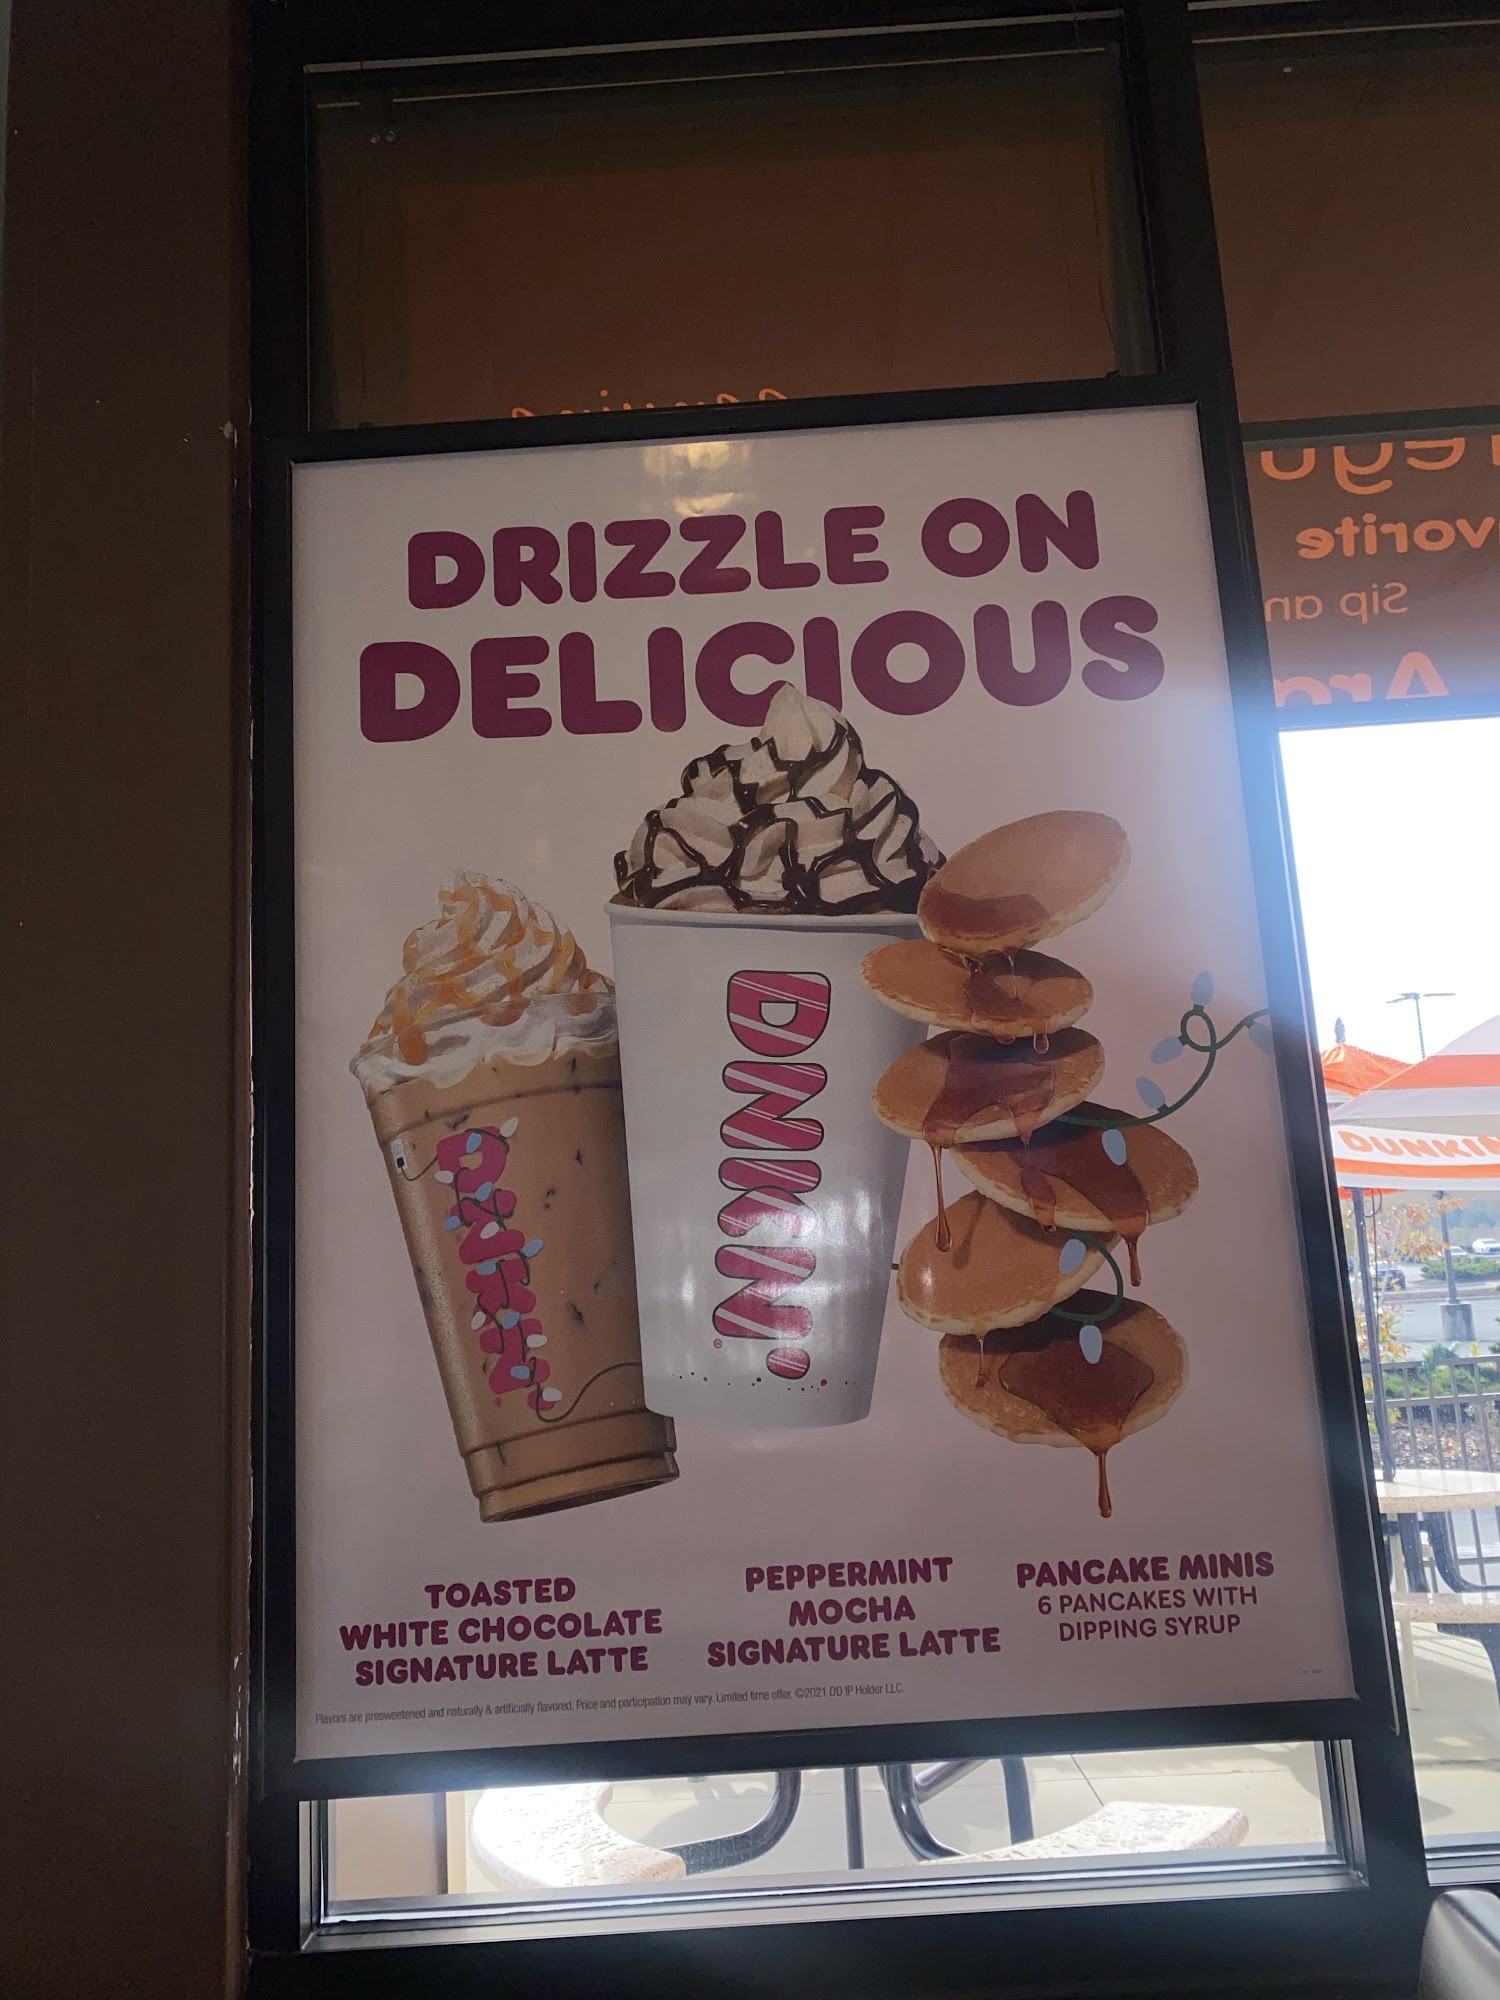 DRIZZLE ON
DELICIOUS
DUNKIN'
DUNKIN'®
TOASTED
WHITE CHOCOLATE
SIGNATURE LATTE
PEPPERMINT
MOCHA
SIGNATURE LATTE
PANCAKE MINIS
6 PANCAKES WITH
DIPPING SYRUP
Flavors are presweetened and naturally & artificially flavored. Price and participation may vary. Limited time offer. ©2021 DD IP Holder LLC.
vorite
Sip an
DUNKIN